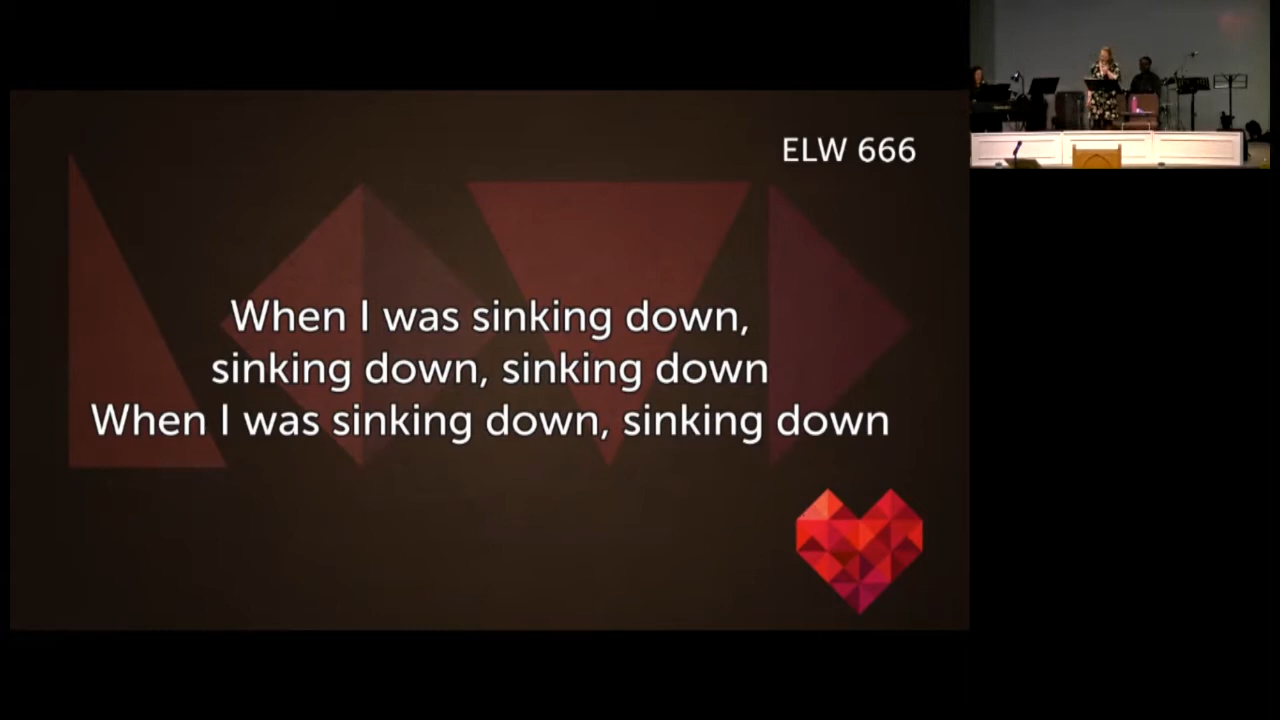 ELW 666
When I was sinking down,
sinking down, sinking down
When I was sinking down, sinking down